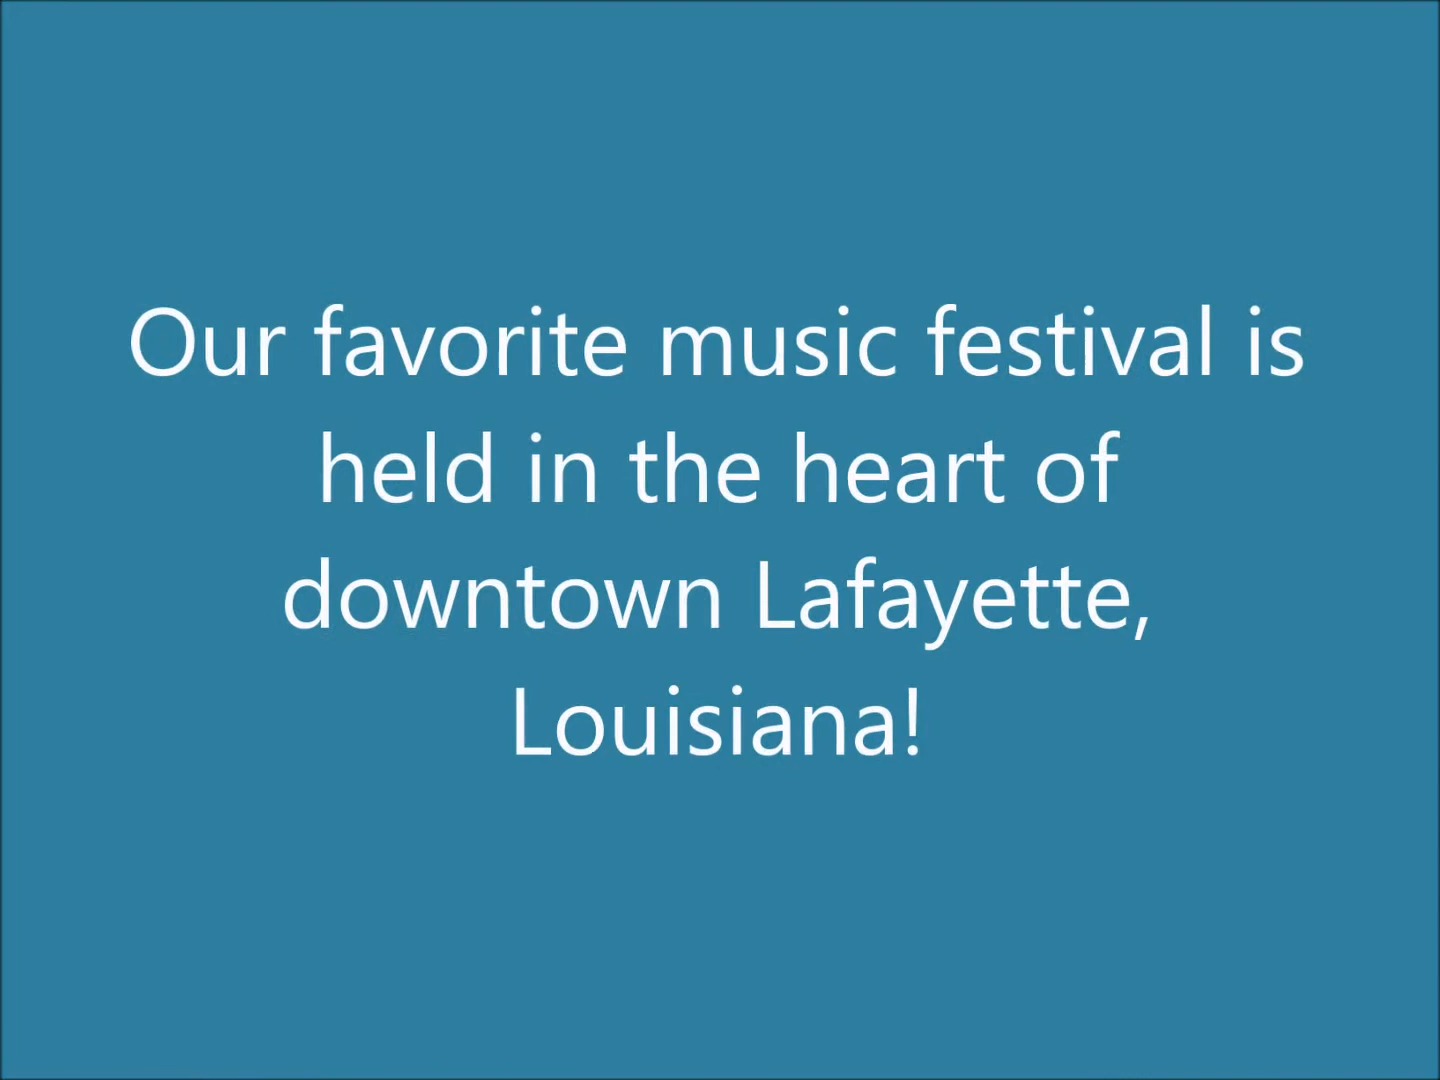 Our favorite music festival is
held in the heart of
downtown Lafayette,
Louisiana!